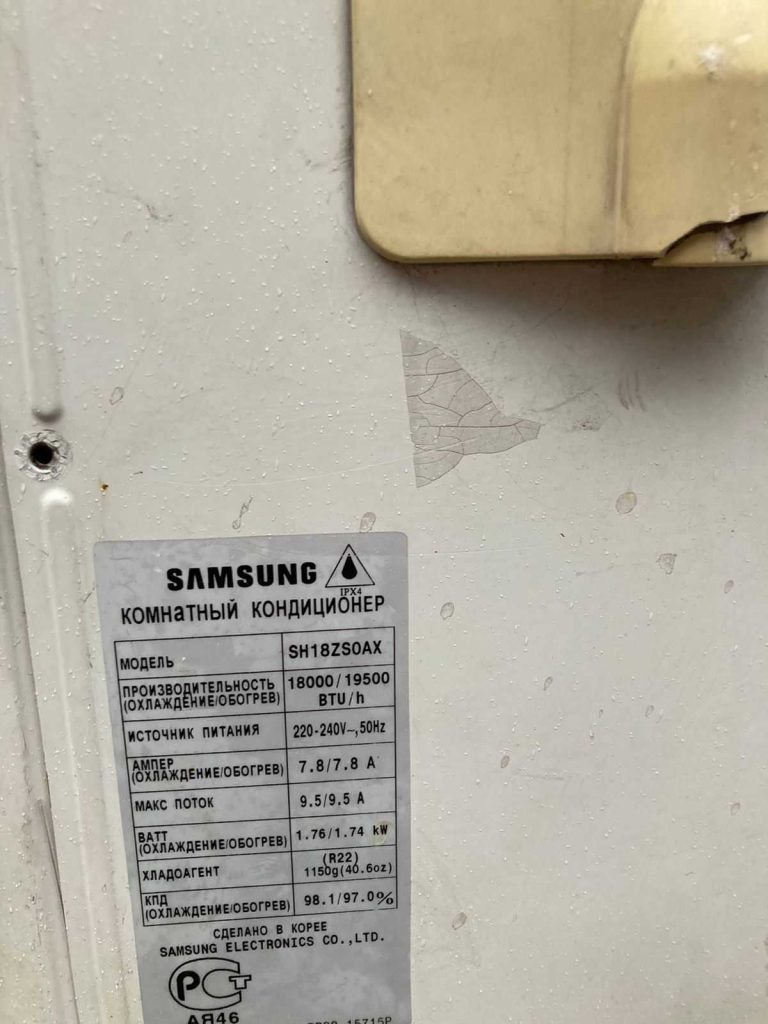 SAMSUNG
IPX4
КОМНАТНЫЙ КОНДИЦИОНЕР
МОДЕЛЬ SH18ZS0AX
ПРОИЗВОДИТЕЛЬНОСТЬ 18000/19500
(ОХЛАЖДЕНИЕ/ОБОГРЕВ) BTU/h
ИСТОЧНИК ПИТАНИЯ 220-240V~,50Hz
АМПЕР
(ОХЛАЖДЕНИЕ/ОБОГРЕВ) 7.8/7.8 A
МАКС ПОТОК 9.5/9.5 A
ВАТТ
(ОХЛАЖДЕНИЕ/ОБОГРЕВ) 1.76/1.74 kW
ХЛАДОАГЕНТ (R22)
1150g(40.6oz)
КПД
(ОХЛАЖДЕНИЕ/ОБОГРЕВ) 98.1/97.0%
СДЕЛАНО В КОРЕЕ
SAMSUNG ELECTRONICS CO.,LTD.
РСТ
АЯ46
15715P